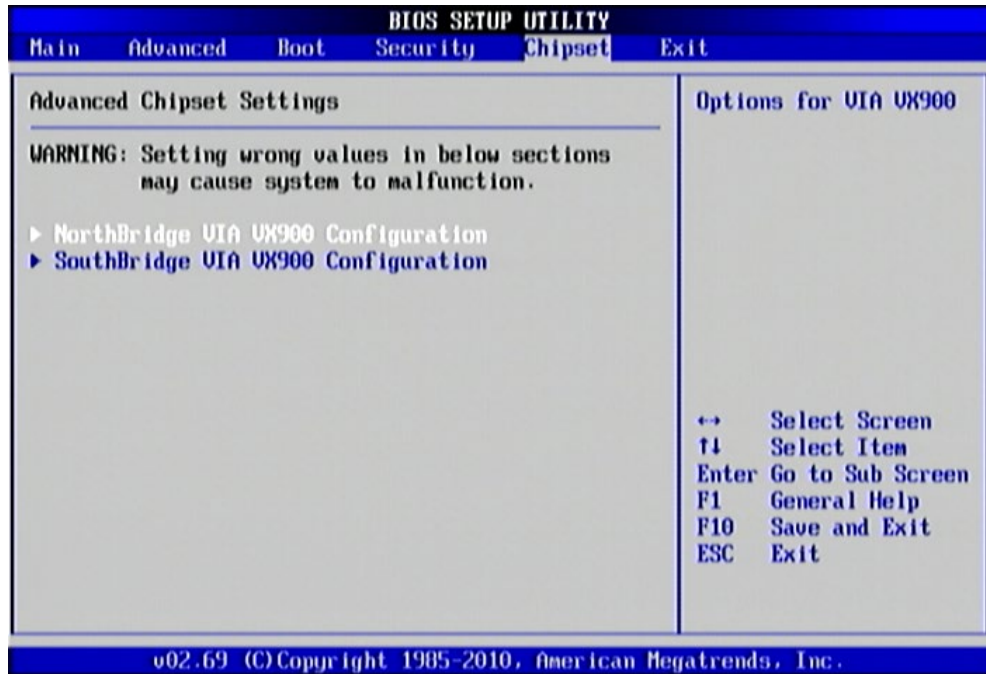 BIOS SETUP UTILITY
Main Advanced Boot Security Chipset Exit
Advanced Chipset Settings
WARNING: Setting wrong values in below sections
may cause system to malfunction.
▶ NorthBridge VIA VX900 Configuration
▶ SouthBridge VIA VX900 Configuration
Options for VIA VX900
↔ Select Screen
↑↓ Select Item
Enter Go to Sub Screen
F1 General Help
F10 Save and Exit
ESC Exit
v02.69 (C)Copyright 1985-2010, American Megatrends, Inc.